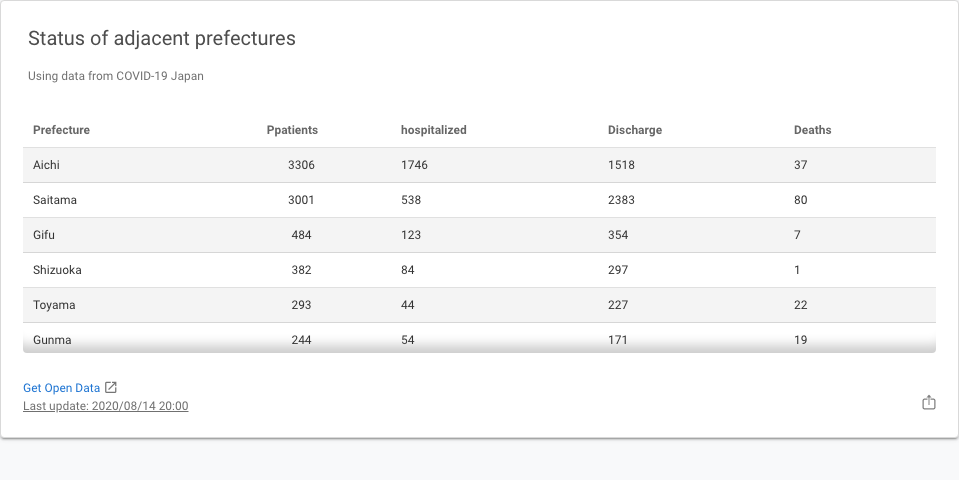 Status of adjacent prefectures
Using data from COVID-19 Japan
Prefecture Ppatients hospitalized Discharge Deaths
Aichi 3306 1746 1518 37
Saitama 3001 538 2383 80
Gifu 484 123 354 7
Shizuoka 382 84 297 1
Toyama 293 44 227 22
Gunma 244 54 171 19
Get Open Data
Last update: 2020/08/14 20:00